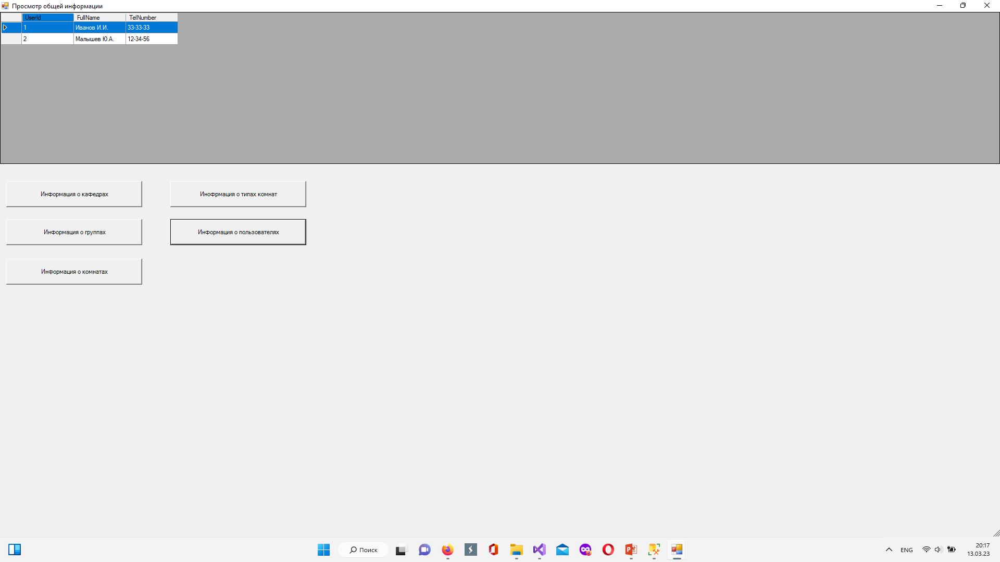 Просмотр общей информации
UserId FullName TelNumber
1 Иванов И.И. 33-33-33
2 Малышев Ю.А. 12-34-56
Информация о кафедрах Инофрмация о типах комнат
Информация о группах Информация о пользователях
Информация о комнатах
Поиск ENG 20:17
13.03.23